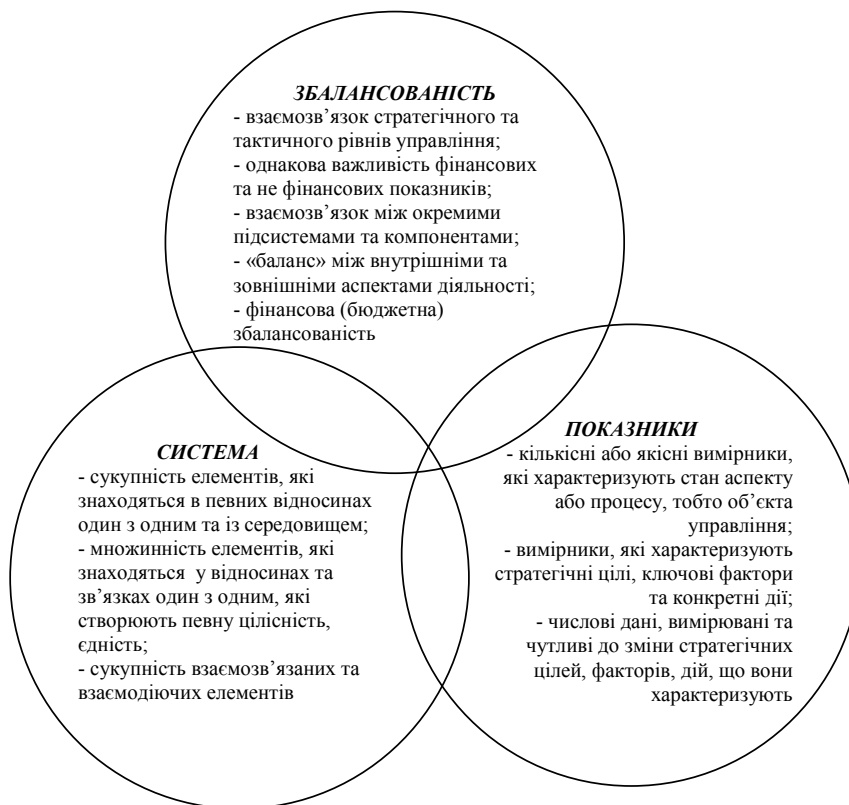 ЗБАЛАНСОВАНІСТЬ
- взаємозв’язок стратегічного та
тактичного рівнів управління;
- однакова важливість фінансових
та не фінансових показників;
- взаємозв’язок між окремими
підсистемами та компонентами;
- «баланс» між внутрішніми та
зовнішніми аспектами діяльності;
- фінансова (бюджетна)
збалансованість
СИСТЕМА
- сукупність елементів, які
знаходяться в певних відносинах
один з одним та із середовищем;
- множинність елементів, які
знаходяться у відносинах та
зв’язках один з одним, які
створюють певну цілісність,
єдність;
- сукупність взаємозв’язаних та
взаємодіючих елементів
ПОКАЗНИКИ
- кількісні або якісні вимірники,
які характеризують стан аспекту
або процесу, тобто об’єкта
управління;
- вимірники, які характеризують
стратегічні цілі, ключові фактори
та конкретні дії;
- числові дані, вимірювані та
чутливі до зміни стратегічних
цілей, факторів, дій, що вони
характеризують